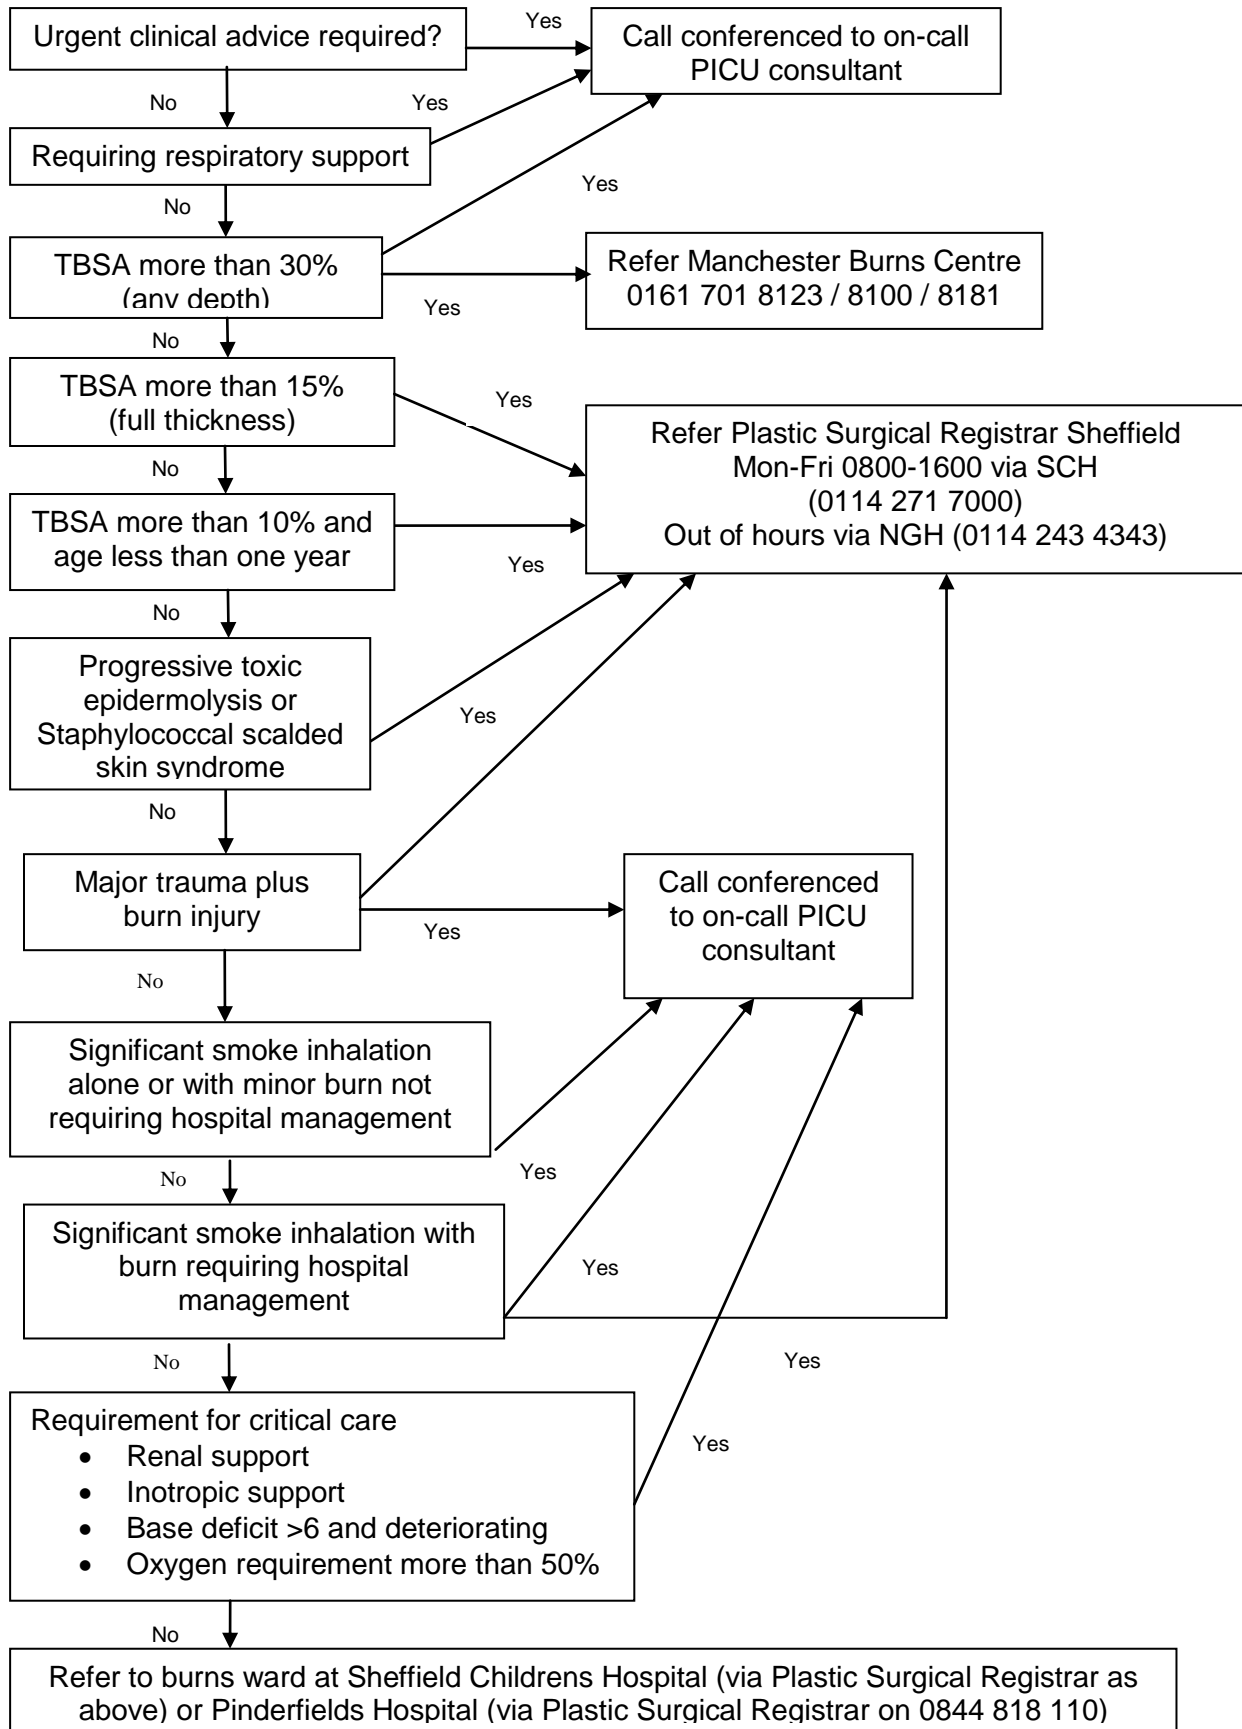 Urgent clinical advice required?
Yes
Call conferenced to on-call
PICU consultant
No
Yes
Requiring respiratory support
Yes
No
TBSA more than 30%
(any depth)
Refer Manchester Burns Centre
0161 701 8123 / 8100 / 8181
Yes
No
TBSA more than 15%
(full thickness)
Yes
Refer Plastic Surgical Registrar Sheffield
Mon-Fri 0800-1600 via SCH
(0114 271 7000)
Out of hours via NGH (0114 243 4343)
No
TBSA more than 10% and
age less than one year
Yes
No
Progressive toxic
epidermolysis or
Staphylococcal scalded
skin syndrome
Yes
No
Major trauma plus
burn injury
Yes
Call conferenced
to on-call PICU
consultant
No
Significant smoke inhalation
alone or with minor burn not
requiring hospital management
Yes
No
Significant smoke inhalation with
burn requiring hospital
management
Yes
Yes
No
Requirement for critical care
• Renal support
• Inotropic support
• Base deficit >6 and deteriorating
• Oxygen requirement more than 50%
Yes
No
Refer to burns ward at Sheffield Childrens Hospital (via Plastic Surgical Registrar as
above) or Pinderfields Hospital (via Plastic Surgical Registrar on 0844 818 110)